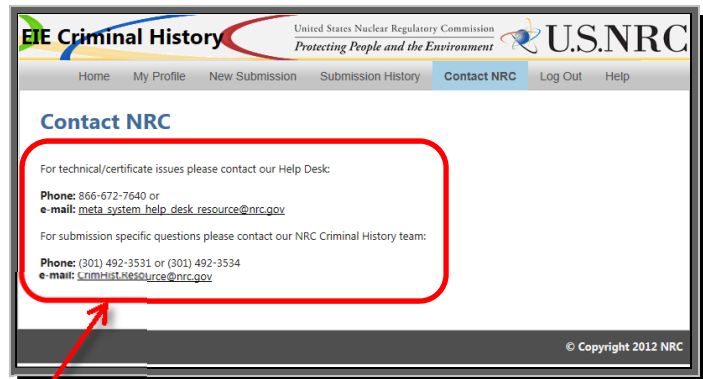 EIE Criminal History
United States Nuclear Regulatory Commission
Protecting People and the Environment
U.S.NRC
Home My Profile New Submission Submission History Contact NRC Log Out Help
Contact NRC
For technical/certificate issues please contact our Help Desk:
Phone: 866-672-7640 or
e-mail: meta_system_help_desk_resource@nrc.gov
For submission specific questions please contact our NRC Criminal History team:
Phone: (301) 492-3531 or (301) 492-3534
e-mail: CrimHist.Resource@nrc.gov
© Copyright 2012 NRC